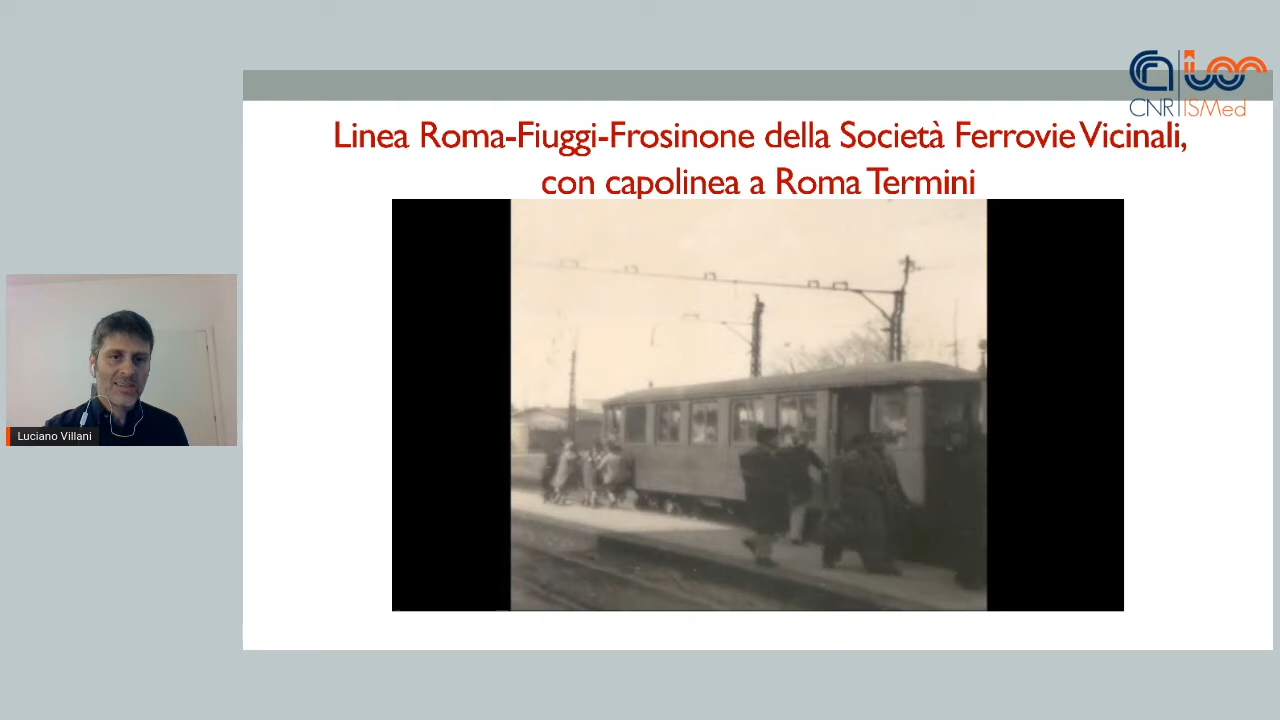 CNR ISMed
Linea Roma-Fiuggi-Frosinone della Società Ferrovie Vicinali,
con capolinea a Roma Termini
Luciano Villani